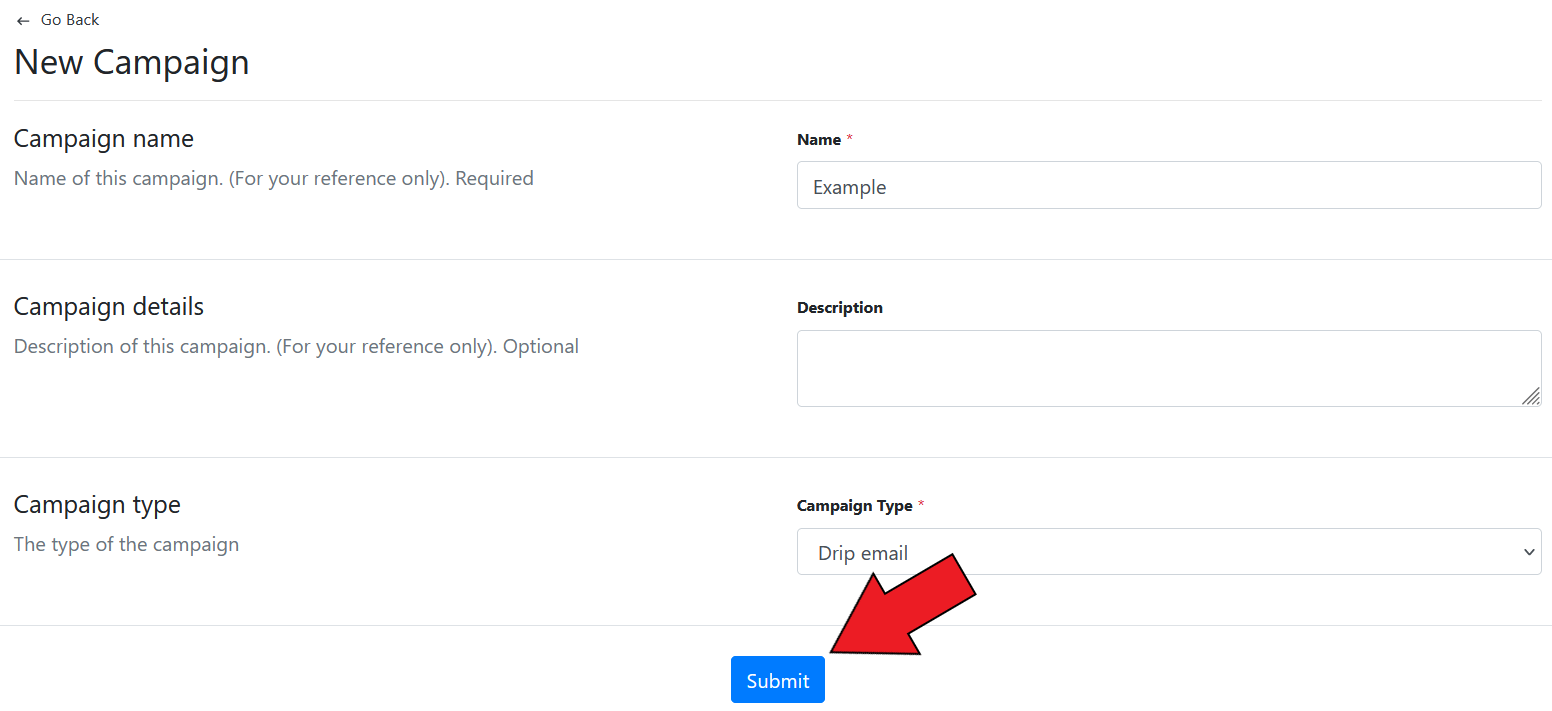 ← Go Back
New Campaign
Campaign name
Name of this campaign. (For your reference only). Required
Name *
Example
Campaign details
Description of this campaign. (For your reference only). Optional
Description
Campaign type
The type of the campaign
Campaign Type *
Drip email
Submit